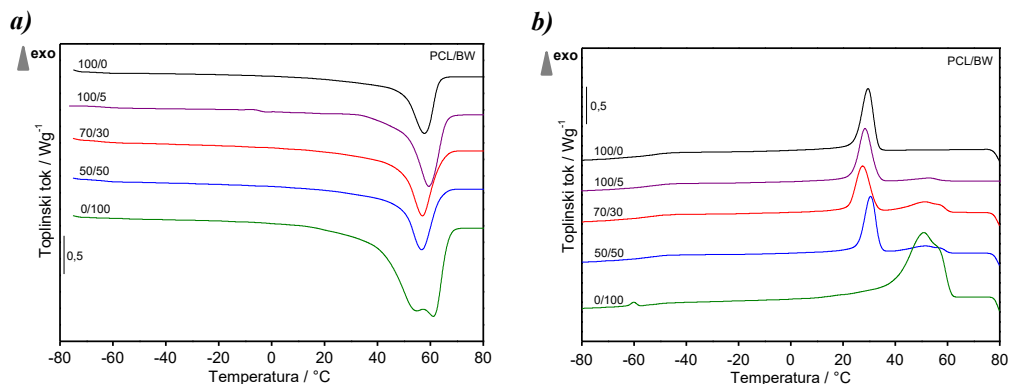 a)
exo
PCL/BW
100/0
100/5
70/30
50/50
0/100
0,5
Toplinski tok / Wg⁻¹
-80 -60 -40 -20 0 20 40 60 80
Temperatura / °C
b)
exo
PCL/BW
0,5
100/0
100/5
70/30
50/50
0/100
Toplinski tok / Wg⁻¹
-80 -60 -40 -20 0 20 40 60 80
Temperatura / °C